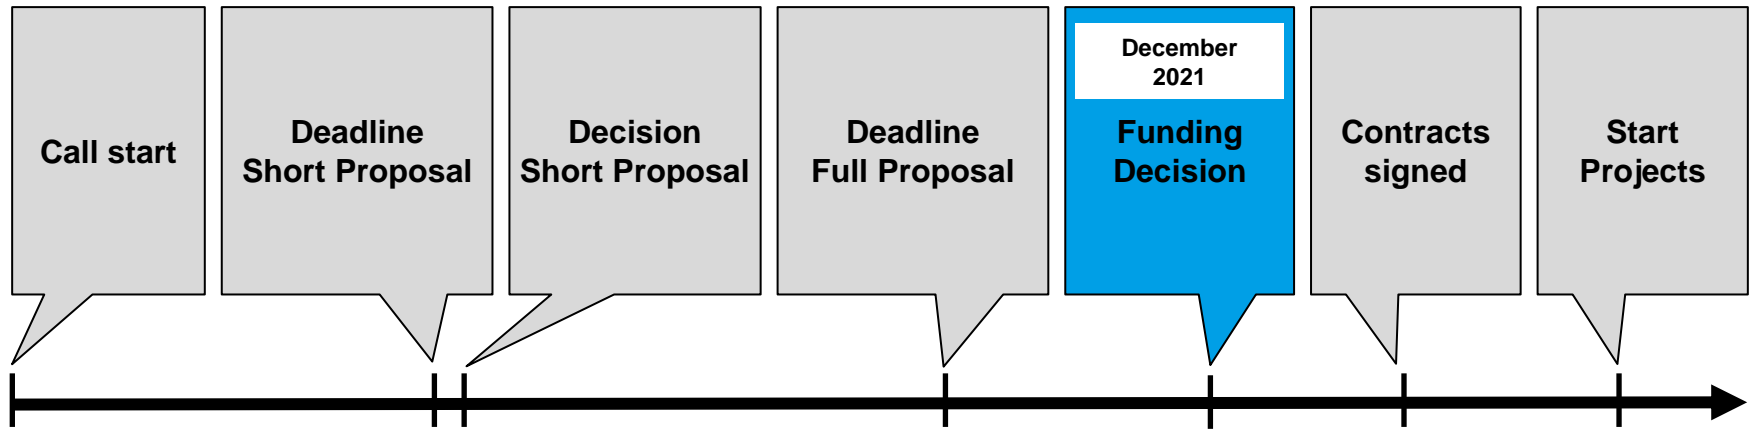 Call start
Deadline
Short Proposal
Decision
Short Proposal
Deadline
Full Proposal
December
2021
Funding
Decision
Contracts
signed
Start
Projects